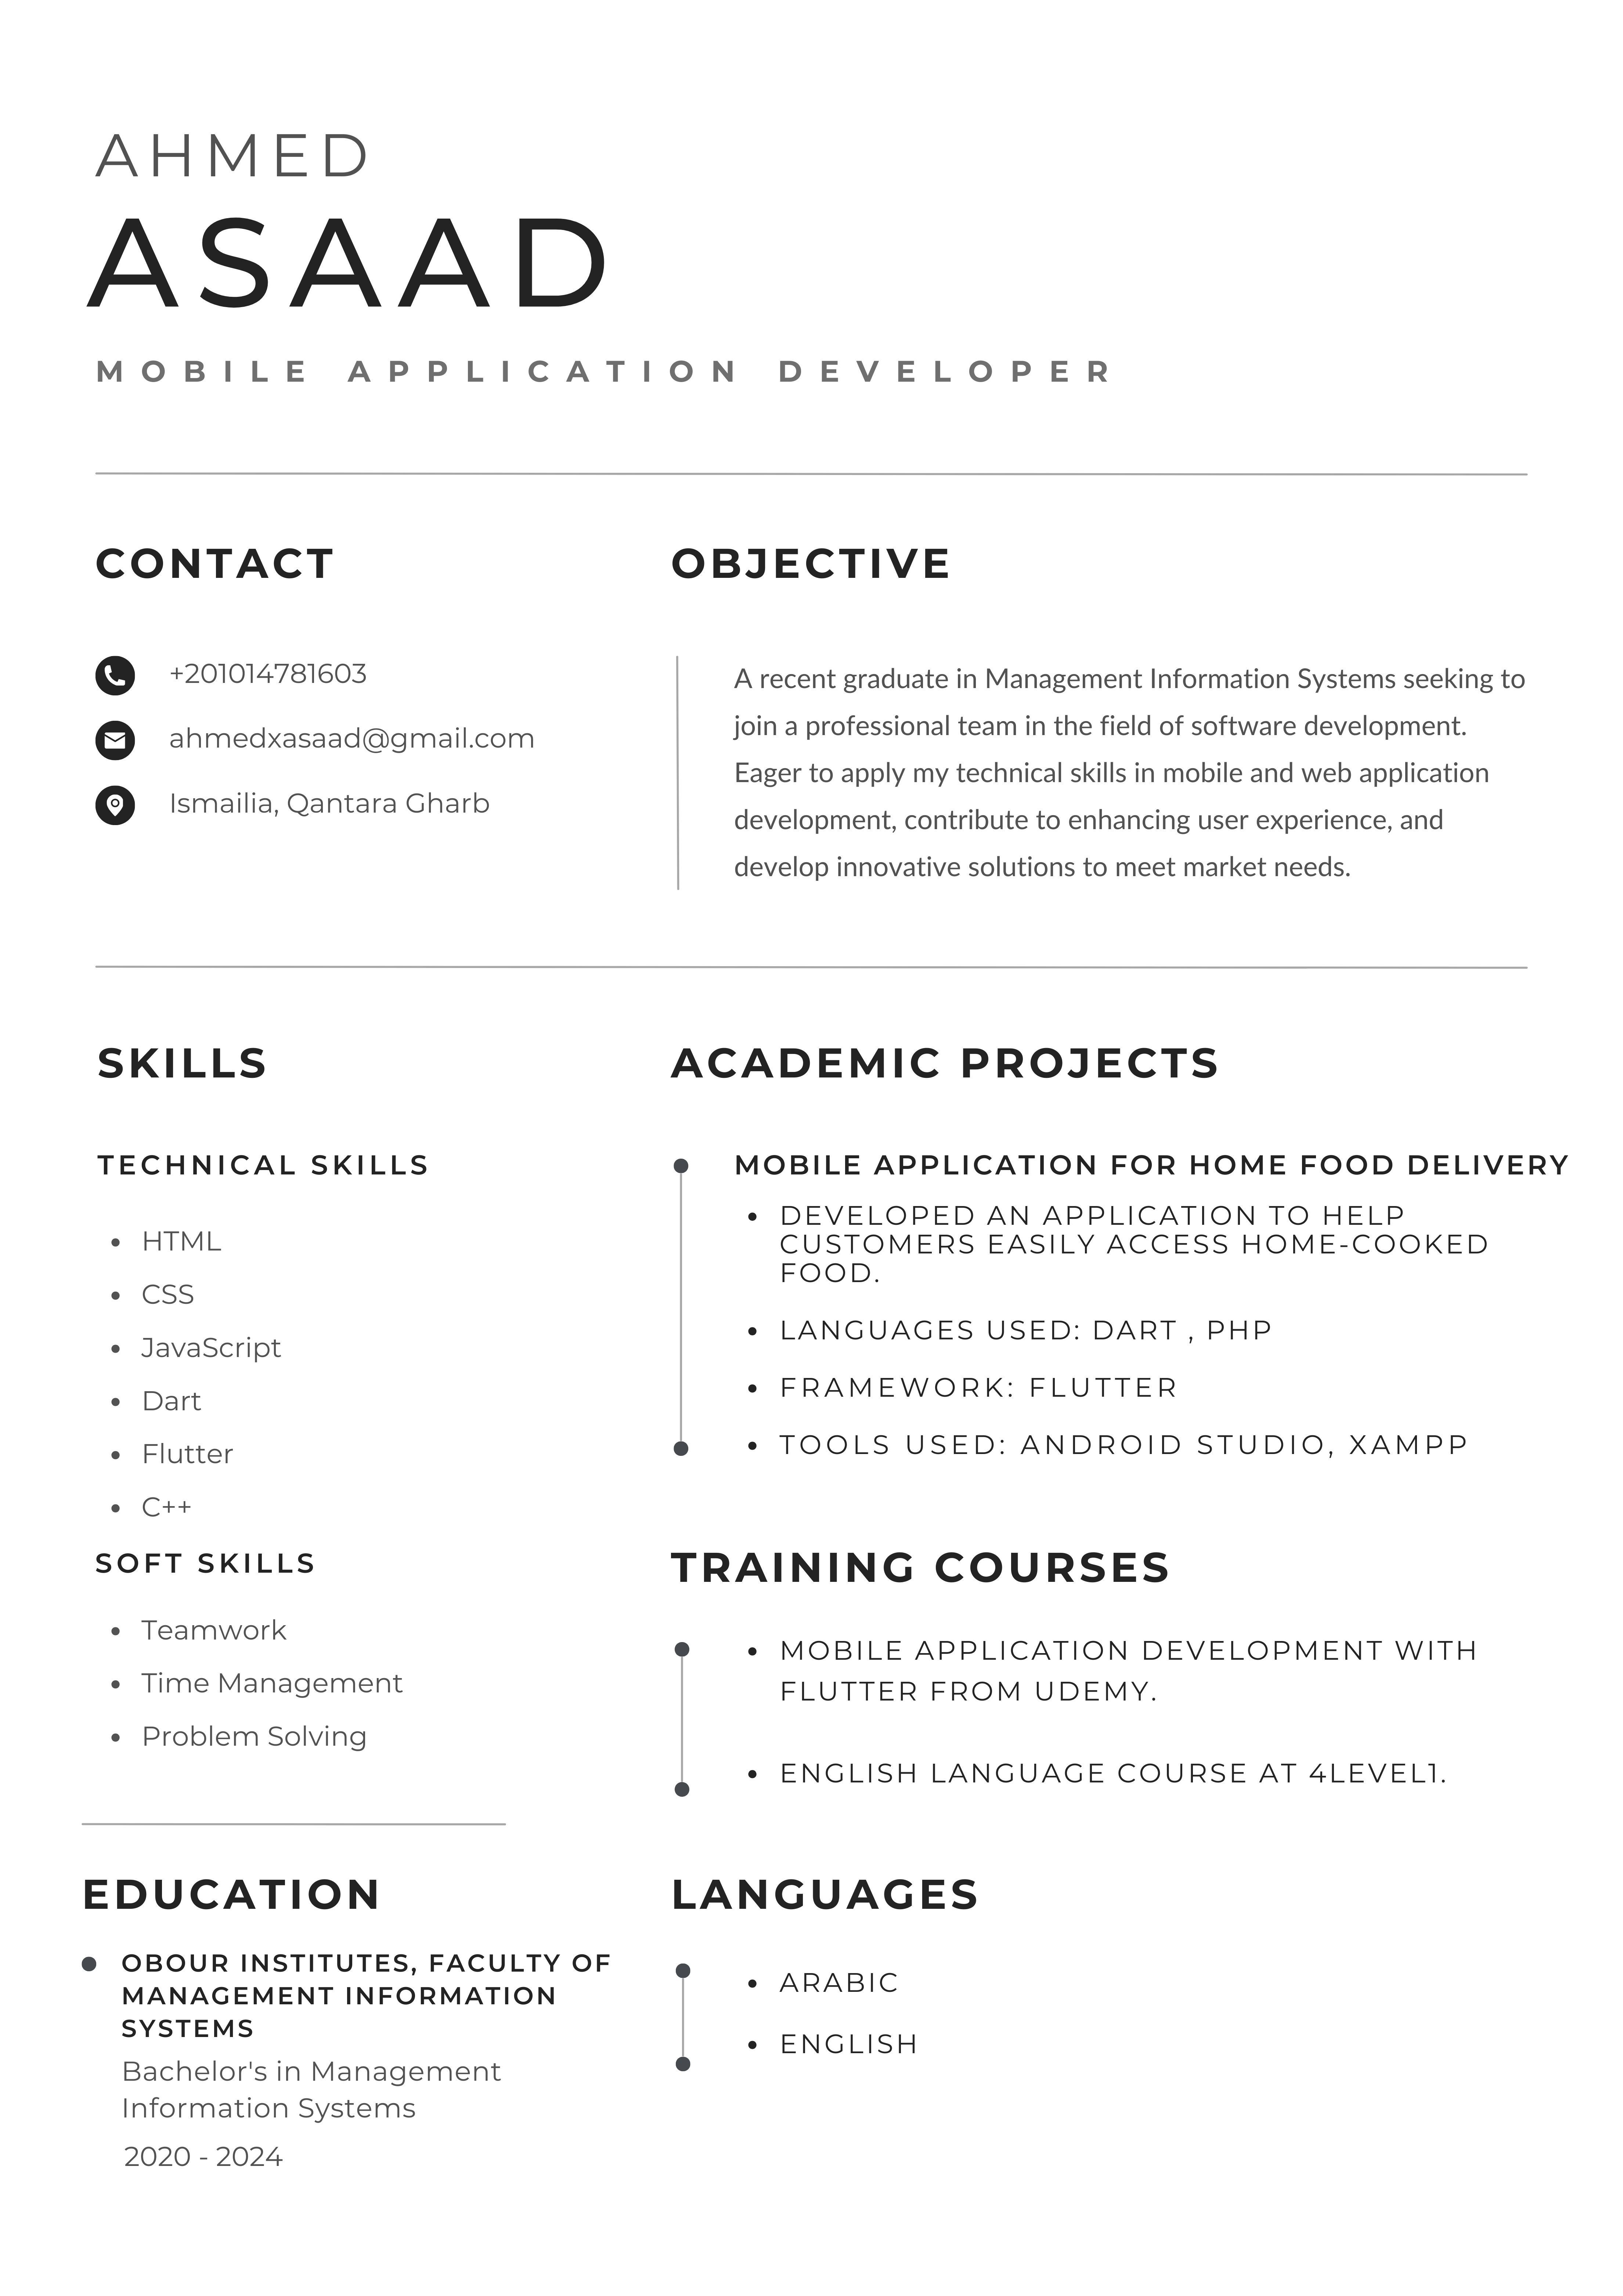 AHMED
ASAAD
MOBILE APPLICATION DEVELOPER
CONTACT
+201014781603
ahmedxasaad@gmail.com
Ismailia, Qantara Gharb
OBJECTIVE
A recent graduate in Management Information Systems seeking to
join a professional team in the field of software development.
Eager to apply my technical skills in mobile and web application
development, contribute to enhancing user experience, and
develop innovative solutions to meet market needs.
SKILLS
TECHNICAL SKILLS
• HTML
• CSS
• JavaScript
• Dart
• Flutter
• C++
SOFT SKILLS
• Teamwork
• Time Management
• Problem Solving
EDUCATION
OBOUR INSTITUTES, FACULTY OF
MANAGEMENT INFORMATION
SYSTEMS
Bachelor's in Management
Information Systems
2020 - 2024
ACADEMIC PROJECTS
MOBILE APPLICATION FOR HOME FOOD DELIVERY
• DEVELOPED AN APPLICATION TO HELP
CUSTOMERS EASILY ACCESS HOME-COOKED
FOOD.
• LANGUAGES USED: DART , PHP
• FRAMEWORK: FLUTTER
• TOOLS USED: ANDROID STUDIO, XAMPP
TRAINING COURSES
• MOBILE APPLICATION DEVELOPMENT WITH
FLUTTER FROM UDEMY.
• ENGLISH LANGUAGE COURSE AT 4LEVEL1.
LANGUAGES
• ARABIC
• ENGLISH